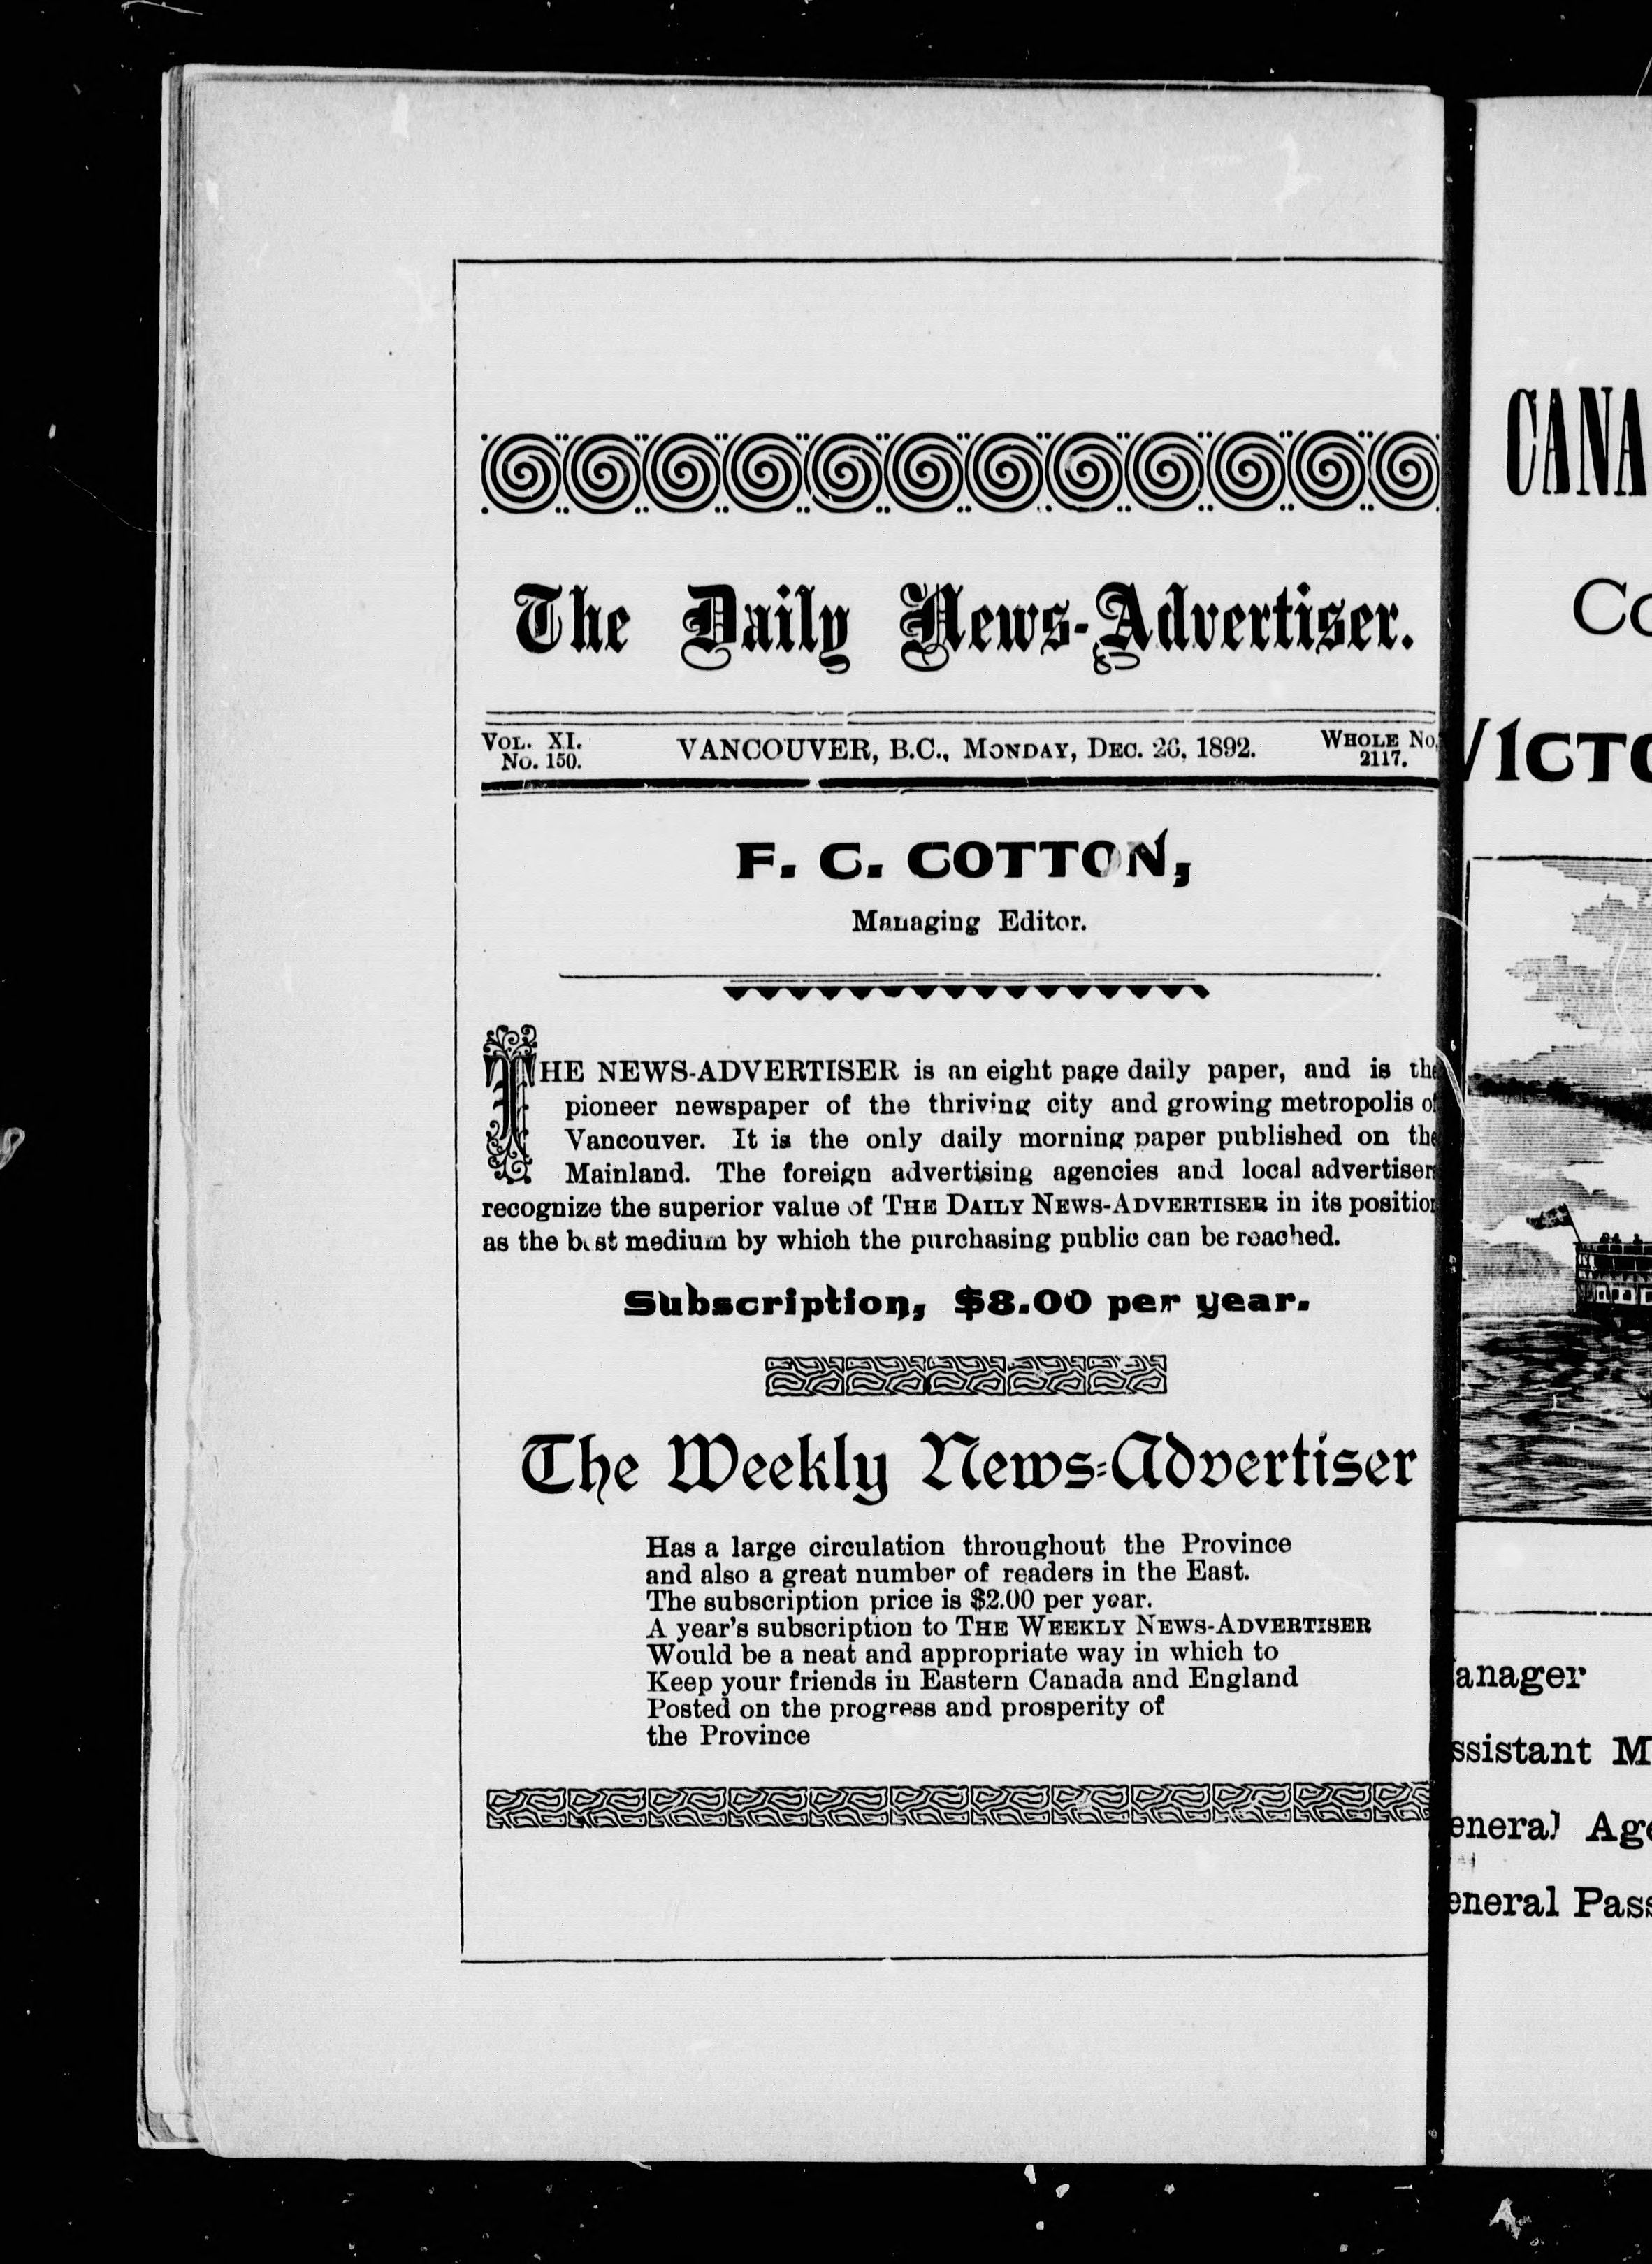 The Daily News-Advertiser.
VOL. XI.
No. 150.
VANCOUVER, B.C., MONDAY, DEC. 26, 1892.
WHOLE No.
2117.
F. C. COTTON,
Managing Editor.
THE NEWS-ADVERTISER is an eight page daily paper, and is the
pioneer newspaper of the thriving city and growing metropolis of
Vancouver. It is the only daily morning paper published on the
Mainland. The foreign advertising agencies and local advertisers
recognize the superior value of THE DAILY NEWS-ADVERTISER in its position
as the best medium by which the purchasing public can be reached.
Subscription, $8.00 per year.
The Weekly News-Advertiser
Has a large circulation throughout the Province
and also a great number of readers in the East.
The subscription price is $2.00 per year.
A year's subscription to THE WEEKLY NEWS-ADVERTISER
Would be a neat and appropriate way in which to
Keep your friends in Eastern Canada and England
Posted on the progress and prosperity of
the Province
CANA
Co
VICTO
anager
ssistant M
eneral Age
eneral Pass